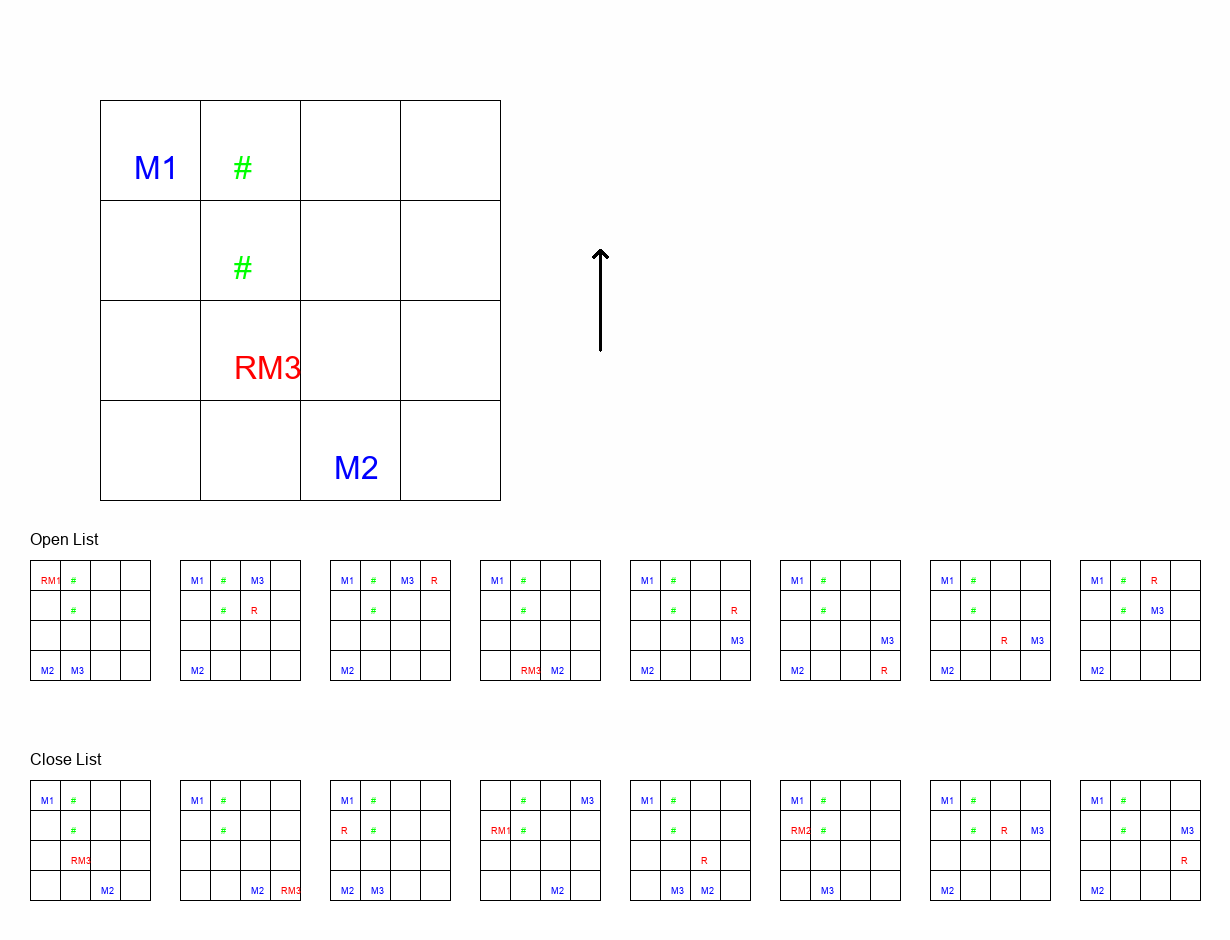 M1 #
#
RM3
M2
Open List
RM1 # M1 # M3 M1 # M3 R M1 # M1 # M1 # M1 # M1 # R
# # R # # # R # # # M3
M3 M3 R M3
M2 M3 M2 M2 RM3 M2 M2 M2 R M2 M2
Close List
M1 # M1 # M1 # # M3 M1 # M1 # M1 # M1 #
# # R # RM1 # # RM2 # # R M3 # M3
RM3 R R
M2 M2 RM3 M2 M3 M2 M3 M2 M3 M2 M2